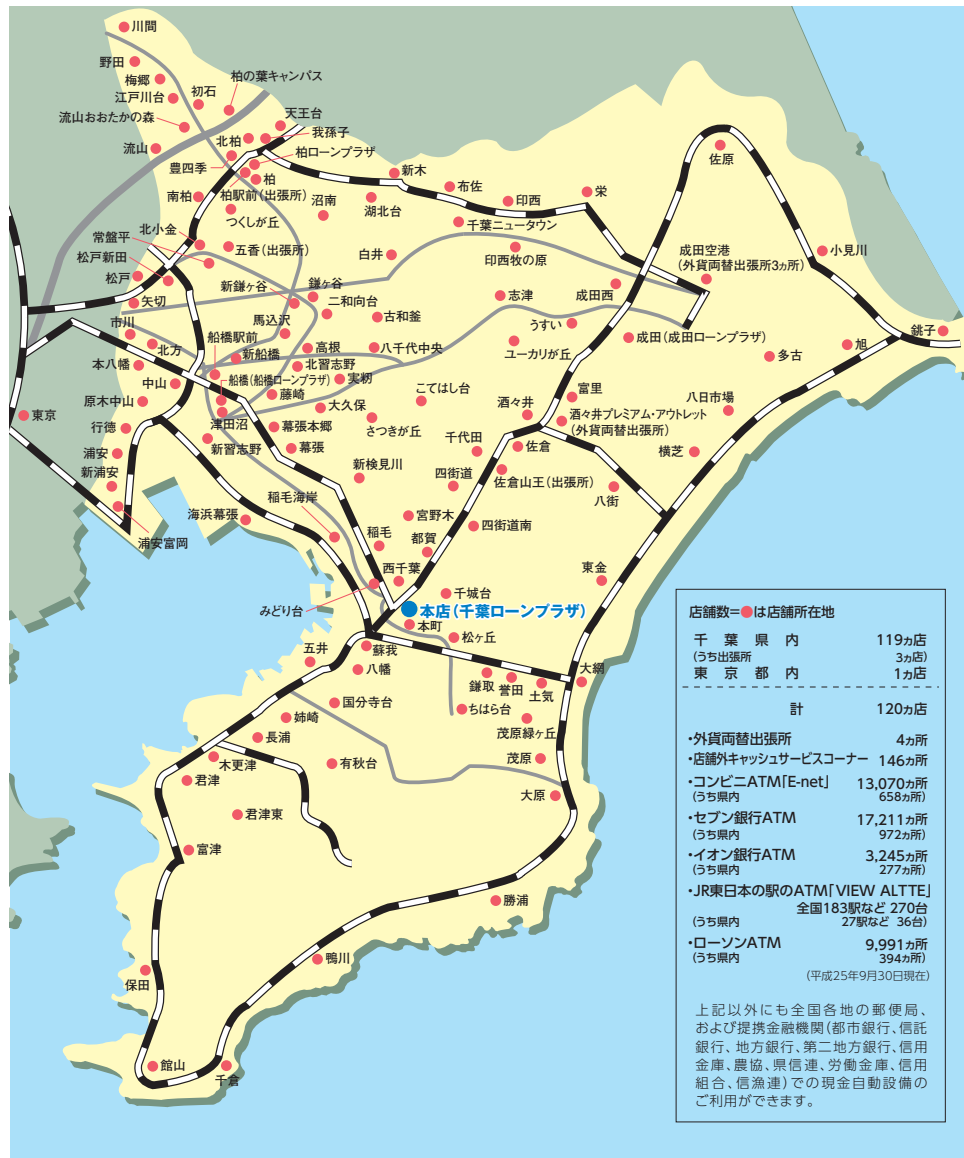 川間
野田
梅郷
江戸川台
初石
柏の葉キャンパス
流山おおたかの森
天王台
流山
北柏
我孫子
豊四季
柏ローンプラザ
柏
南柏
柏駅前(出張所)
つくしが丘
沼南
新木
湖北台
布佐
印西
栄
佐原
北小金
常盤平
五香(出張所)
松戸新田
松戸
千葉ニュータウン
白井
印西牧の原
成田空港
(外貨両替出張所3ヵ所)
小見川
矢切
新鎌ヶ谷
鎌ヶ谷
二和向台
志津
成田西
市川
馬込沢
古和釜
うすい
銚子
北方
船橋駅前
新船橋
高根
八千代中央
ユーカリが丘
成田(成田ローンプラザ)
旭
本八幡
北習志野
多古
中山
船橋(船橋ローンプラザ)
実籾
原木中山
藤崎
こてはし台
富里
東京
津田沼
大久保
酒々井
酒々井プレミアム・アウトレット
(外貨両替出張所)
八日市場
行徳
幕張本郷
さつきが丘
浦安
新習志野
幕張
千代田
佐倉
横芝
新浦安
新検見川
四街道
佐倉山王(出張所)
八街
稲毛海岸
海浜幕張
宮野木
四街道南
浦安富岡
稲毛
都賀
西千葉
東金
みどり台
千城台
本店(千葉ローンプラザ)
本町
松ヶ丘
五井
蘇我
八幡
鎌取
誉田
土気
大網
国分寺台
ちはら台
姉崎
茂原緑ヶ丘
長浦
木更津
有秋台
茂原
君津
大原
君津東
富津
勝浦
鴨川
保田
館山
千倉
店舗数=●は店舗所在地
千葉県内 119ヵ店
(うち出張所 3ヵ店)
東京都内 1ヵ店
計 120ヵ店
・外貨両替出張所 4ヵ所
・店舗外キャッシュサービスコーナー 146ヵ所
・コンビニATM「E-net」 13,070ヵ所
(うち県内 658ヵ所)
・セブン銀行ATM 17,211ヵ所
(うち県内 972ヵ所)
・イオン銀行ATM 3,245ヵ所
(うち県内 277ヵ所)
・JR東日本の駅のATM「VIEW ALTTE」
全国183駅など 270台
(うち県内 27駅など 36台)
・ローソンATM 9,991ヵ所
(うち県内 394ヵ所)
(平成25年9月30日現在)
上記以外にも全国各地の郵便局、
および提携金融機関(都市銀行、信託
銀行、地方銀行、第二地方銀行、信用
金庫、農協、県信連、労働金庫、信用
組合、信漁連)での現金自動設備の
ご利用ができます。